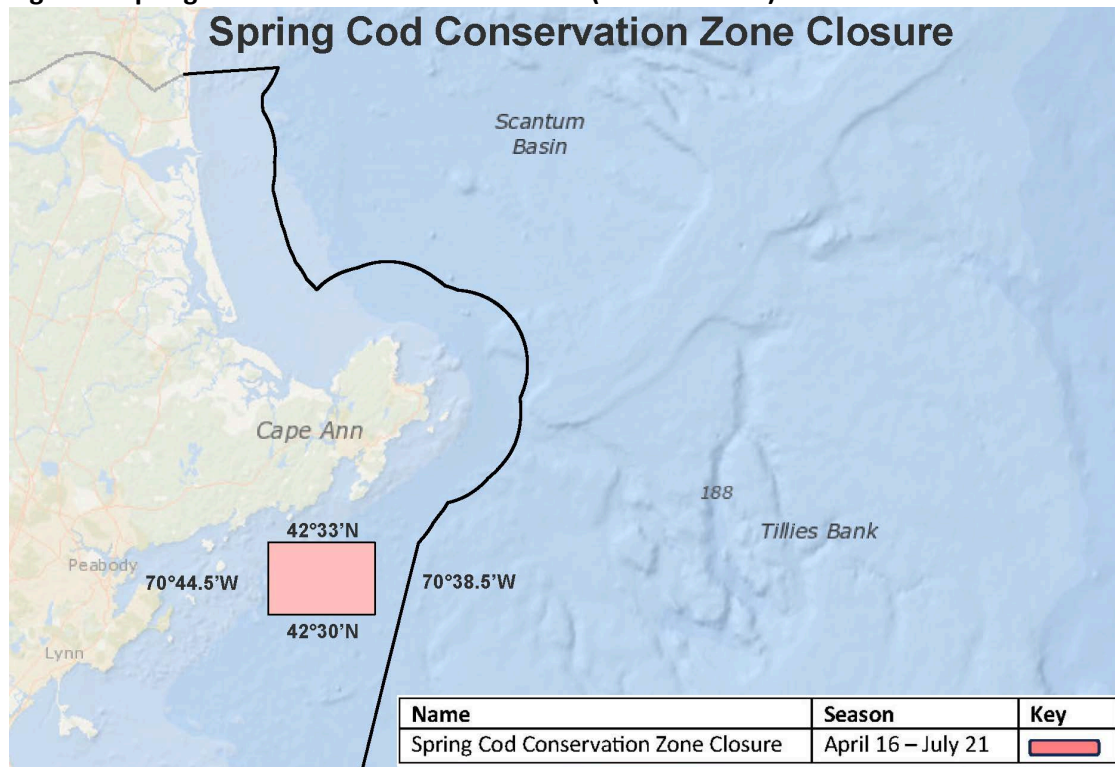 Spring Cod Conservation Zone Closure
Scantum
Basin
Cape Ann
188
Tillies Bank
42°33'N
Peabody
70°44.5'W
70°38.5'W
42°30'N
Lynn
Name Season Key
Spring Cod Conservation Zone Closure April 16 – July 21